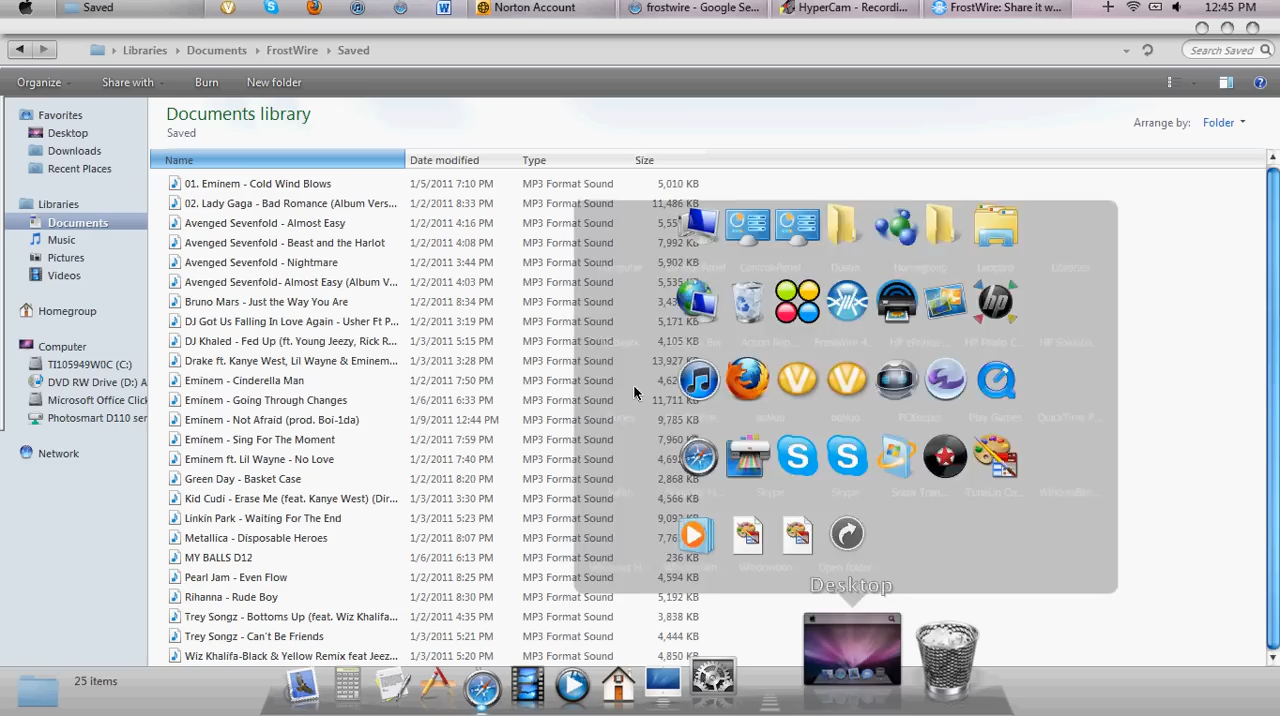 Saved
Norton Account
frostwire - Google Se...
HyperCam - Recordi...
FrostWire: Share it w...
12:45 PM
Libraries
Documents
FrostWire
Saved
Search Saved
Organize
Share with
Burn
New folder
Favorites
Desktop
Downloads
Recent Places
Libraries
Documents
Music
Pictures
Videos
Homegroup
Computer
TI105949W0C (C:)
DVD RW Drive (D:) A
Microsoft Office Click
Photosmart D110 ser
Network
Documents library
Saved
Arrange by: Folder
Name Date modified Type Size
01. Eminem - Cold Wind Blows 1/5/2011 7:10 PM MP3 Format Sound 5,010 KB
02. Lady Gaga - Bad Romance (Album Vers... 1/2/2011 8:33 PM MP3 Format Sound 11,486 KB
Avenged Sevenfold - Almost Easy 1/2/2011 4:16 PM MP3 Format Sound
Avenged Sevenfold - Beast and the Harlot 1/2/2011 4:08 PM MP3 Format Sound 7,992 KB
Avenged Sevenfold - Nightmare 1/2/2011 3:44 PM MP3 Format Sound 5,902 KB
Avenged Sevenfold - Almost Easy (Album V... 1/2/2011 4:03 PM MP3 Format Sound 5,535 KB
Bruno Mars - Just the Way You Are 1/2/2011 8:34 PM MP3 Format Sound
DJ Got Us Falling In Love Again - Usher Ft P... 1/2/2011 3:19 PM MP3 Format Sound 5,171 KB
DJ Khaled - Fed Up (ft. Young Jeezy, Rick R... 1/2/2011 3:59 PM MP3 Format Sound 4,105 KB
Drake ft. Kanye West, Lil Wayne & Eminem... 1/2/2011 3:28 PM MP3 Format Sound 13,927 KB
Eminem - Cinderella Man 1/2/2011 7:50 PM MP3 Format Sound
Eminem - Going Through Changes 1/6/2011 6:33 PM MP3 Format Sound 11,711 KB
Eminem - Not Afraid (prod. Boi-1da) 1/9/2011 12:44 PM MP3 Format Sound 9,785 KB
Eminem - Sing For The Moment 1/2/2011 7:59 PM MP3 Format Sound 7,960 KB
Eminem ft. Lil Wayne - No Love 1/2/2011 7:40 PM MP3 Format Sound
Green Day - Basket Case 1/2/2011 8:20 PM MP3 Format Sound 2,868 KB
Kid Cudi - Erase Me (feat. Kanye West) (Dir... 1/3/2011 3:30 PM MP3 Format Sound 4,566 KB
Linkin Park - Waiting For The End 1/3/2011 5:23 PM MP3 Format Sound
Metallica - Disposable Heroes 1/2/2011 8:07 PM MP3 Format Sound
MY BALLS D12 1/6/2011 6:13 PM MP3 Format Sound 236 KB
Pearl Jam - Even Flow 1/2/2011 8:25 PM MP3 Format Sound 4,594 KB
Rihanna - Rude Boy 1/2/2011 8:30 PM MP3 Format Sound 5,192 KB
Trey Songz - Bottoms Up (feat. Wiz Khalifa... 1/2/2011 4:35 PM MP3 Format Sound 3,838 KB
Trey Songz - Can't Be Friends 1/3/2011 5:21 PM MP3 Format Sound 4,444 KB
Wiz Khalifa-Black & Yellow Remix feat Jeez... 1/3/2011 5:20 PM MP3 Format Sound 4,850 KB
Desktop
25 items